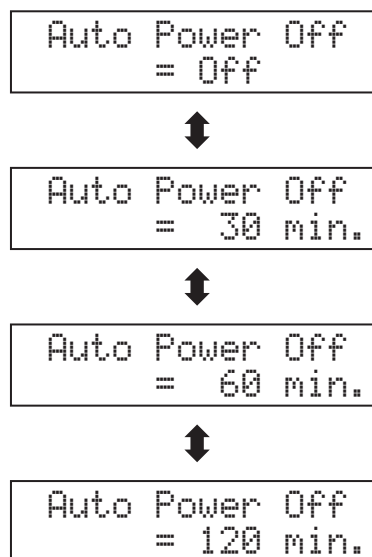 Auto Power Off
= Off
Auto Power Off
= 30 min.
Auto Power Off
= 60 min.
Auto Power Off
= 120 min.